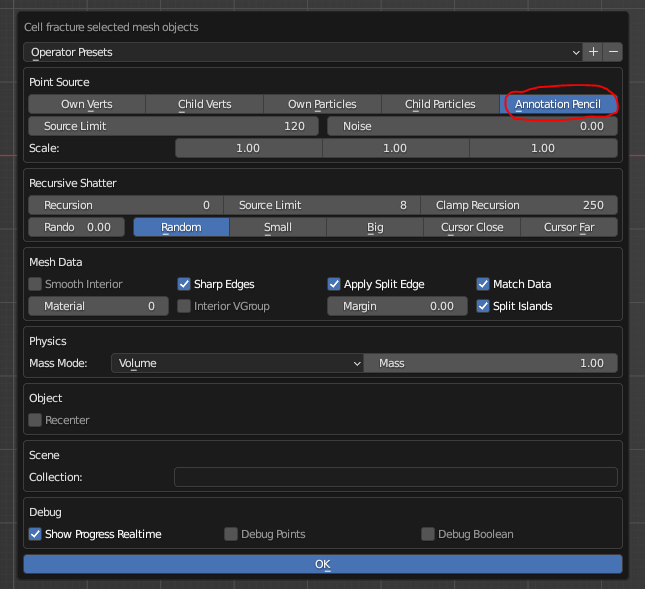 Cell fracture selected mesh objects
Operator Presets
Point Source
Own Verts Child Verts Own Particles Child Particles Annotation Pencil
Source Limit 120 Noise 0.00
Scale: 1.00 1.00 1.00
Recursive Shatter
Recursion 0 Source Limit 8 Clamp Recursion 250
Rando 0.00 Random Small Big Cursor Close Cursor Far
Mesh Data
Smooth Interior Sharp Edges Apply Split Edge Match Data
Material 0 Interior VGroup Margin 0.00 Split Islands
Physics
Mass Mode: Volume Mass 1.00
Object
Recenter
Scene
Collection:
Debug
Show Progress Realtime Debug Points Debug Boolean
OK